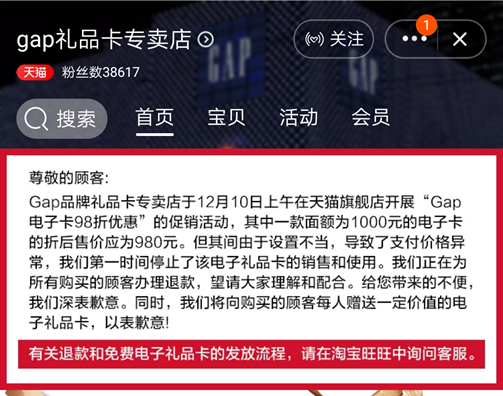 gap礼品卡专卖店
关注
1
天猫 粉丝数38617
GAP
搜索 首页 宝贝 活动 会员
尊敬的顾客：
Gap品牌礼品卡专卖店于12月10日上午在天猫旗舰店开展“Gap
电子卡98折优惠”的促销活动，其中一款面额为1000元的电子卡
的折后售价应为980元。但其间由于设置不当，导致了支付价格异
常，我们第一时间停止了该电子礼品卡的销售和使用。我们正在为
所有购买的顾客办理退款，望请大家理解和配合。给您带来的不便，
我们深表歉意。同时，我们将向购买的顾客每人赠送一定价值的电
子礼品卡，以表歉意!
有关退款和免费电子礼品卡的发放流程，请在淘宝旺旺中询问客服。